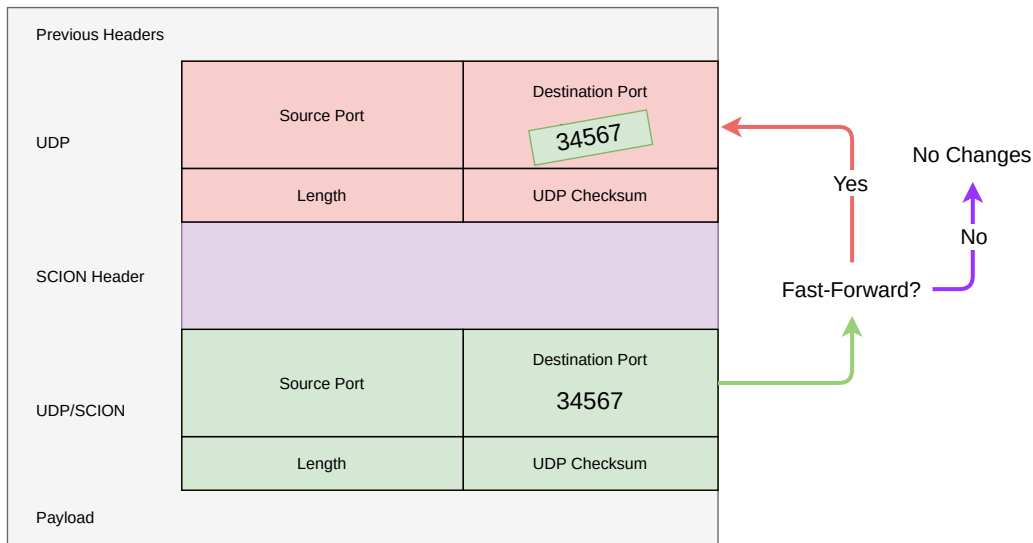 Previous Headers
UDP
Source Port
Destination Port
34567
Length
UDP Checksum
SCION Header
UDP/SCION
Source Port
Destination Port
34567
Length
UDP Checksum
Payload
Yes
No Changes
No
Fast-Forward?